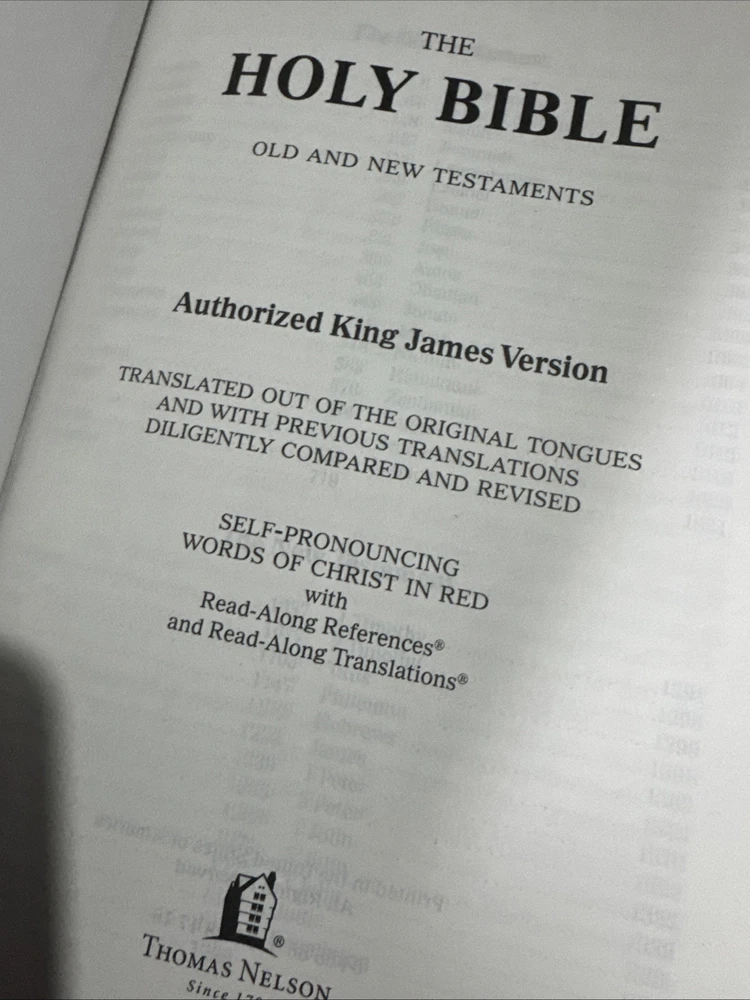 THE
HOLY BIBLE
OLD AND NEW TESTAMENTS
Authorized King James Version
TRANSLATED OUT OF THE ORIGINAL TONGUES
AND WITH PREVIOUS TRANSLATIONS
DILIGENTLY COMPARED AND REVISED
SELF-PRONOUNCING
WORDS OF CHRIST IN RED
with
Read-Along References®
and Read-Along Translations®
®
THOMAS NELSON
Since